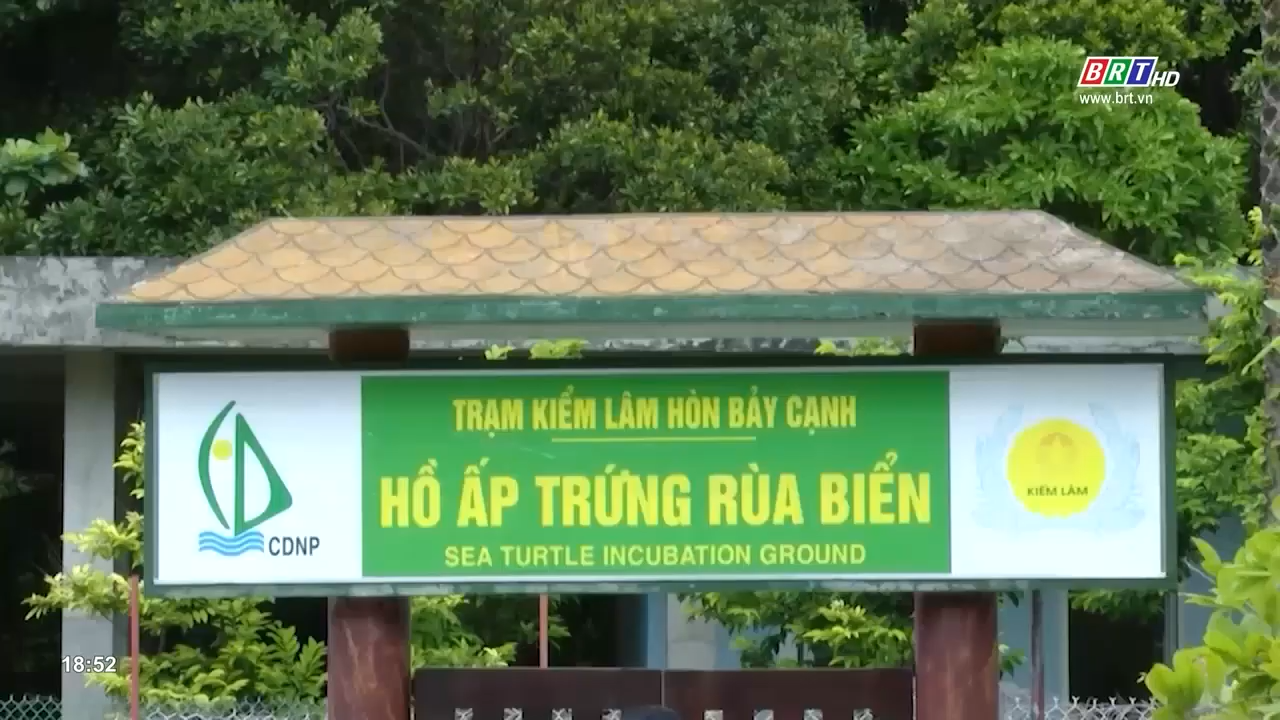 BRT HD
www.brt.vn
TRẠM KIỂM LÂM HÒN BẢY CẠNH
HỒ ẤP TRỨNG RÙA BIỂN
SEA TURTLE INCUBATION GROUND
CDNP
KIỂM LÂM
18:52